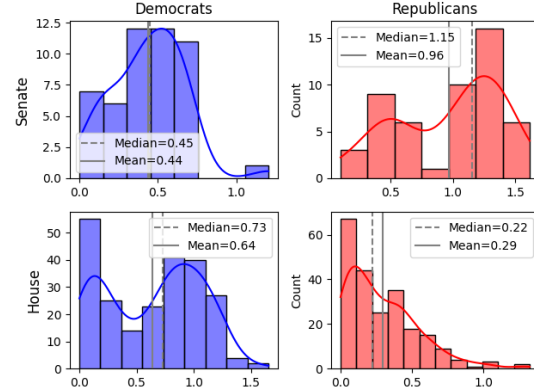 Democrats
Republicans
Senate
12.5
10.0
7.5
5.0
2.5
0.0
Median=0.45
Mean=0.44
0.0
0.5
1.0
Count
15
10
5
0
Median=1.15
Mean=0.96
0.5
1.0
1.5
House
50
40
30
20
10
0
Median=0.73
Mean=0.64
0.0
0.5
1.0
1.5
Count
60
40
20
0
Median=0.22
Mean=0.29
0.0
0.5
1.0